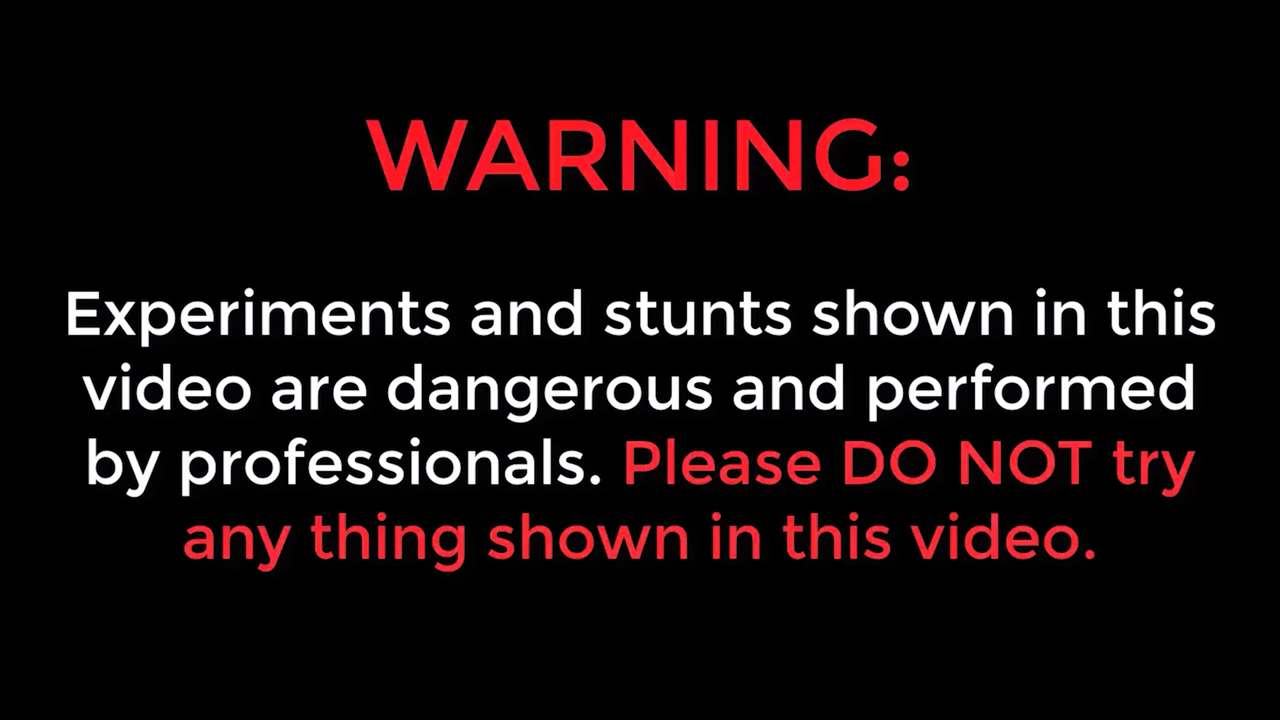 WARNING:
Experiments and stunts shown in this
video are dangerous and performed
by professionals. Please DO NOT try
any thing shown in this video.